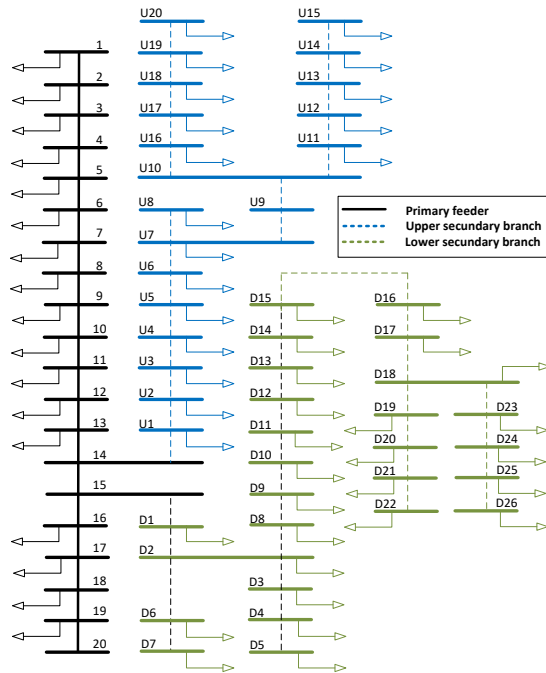 U20
U15
U19
U14
1
U18
U13
2
U17
U12
3
U16
U11
4
U10
5
U8
U9
6
Primary feeder
Upper secundary branch
Lower secundary branch
U7
7
U6
8
U5
D15
D16
9
U4
D14
D17
10
U3
D13
11
D18
U2
D12
12
D19
D23
U1
D11
13
D20
D24
14
D10
D21
D25
15
D9
D22
D26
16
D1
D8
17
D2
18
D3
19
D6
D4
20
D7
D5